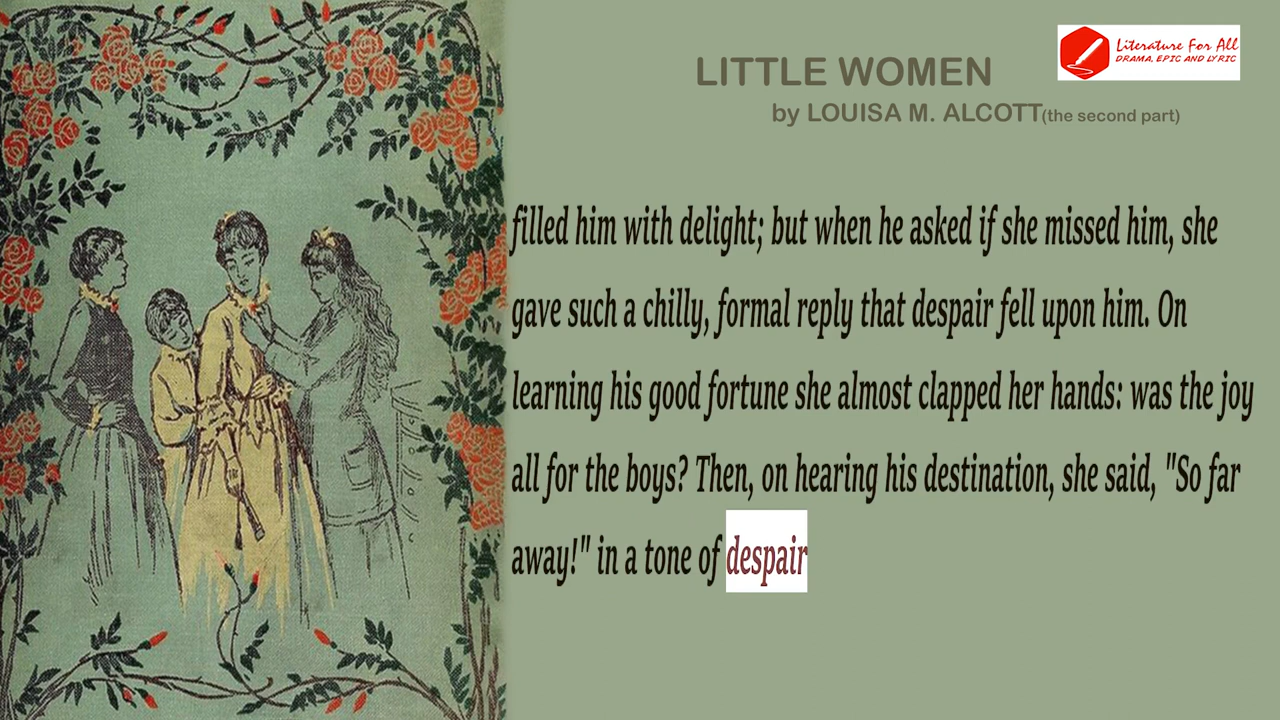 LITTLE WOMEN
by LOUISA M. ALCOTT(the second part)
Literature For All
DRAMA, EPIC AND LYRIC
filled him with delight; but when he asked if she missed him, she
gave such a chilly, formal reply that despair fell upon him. On
learning his good fortune she almost clapped her hands: was the joy
all for the boys? Then, on hearing his destination, she said, "So far
away!" in a tone of despair